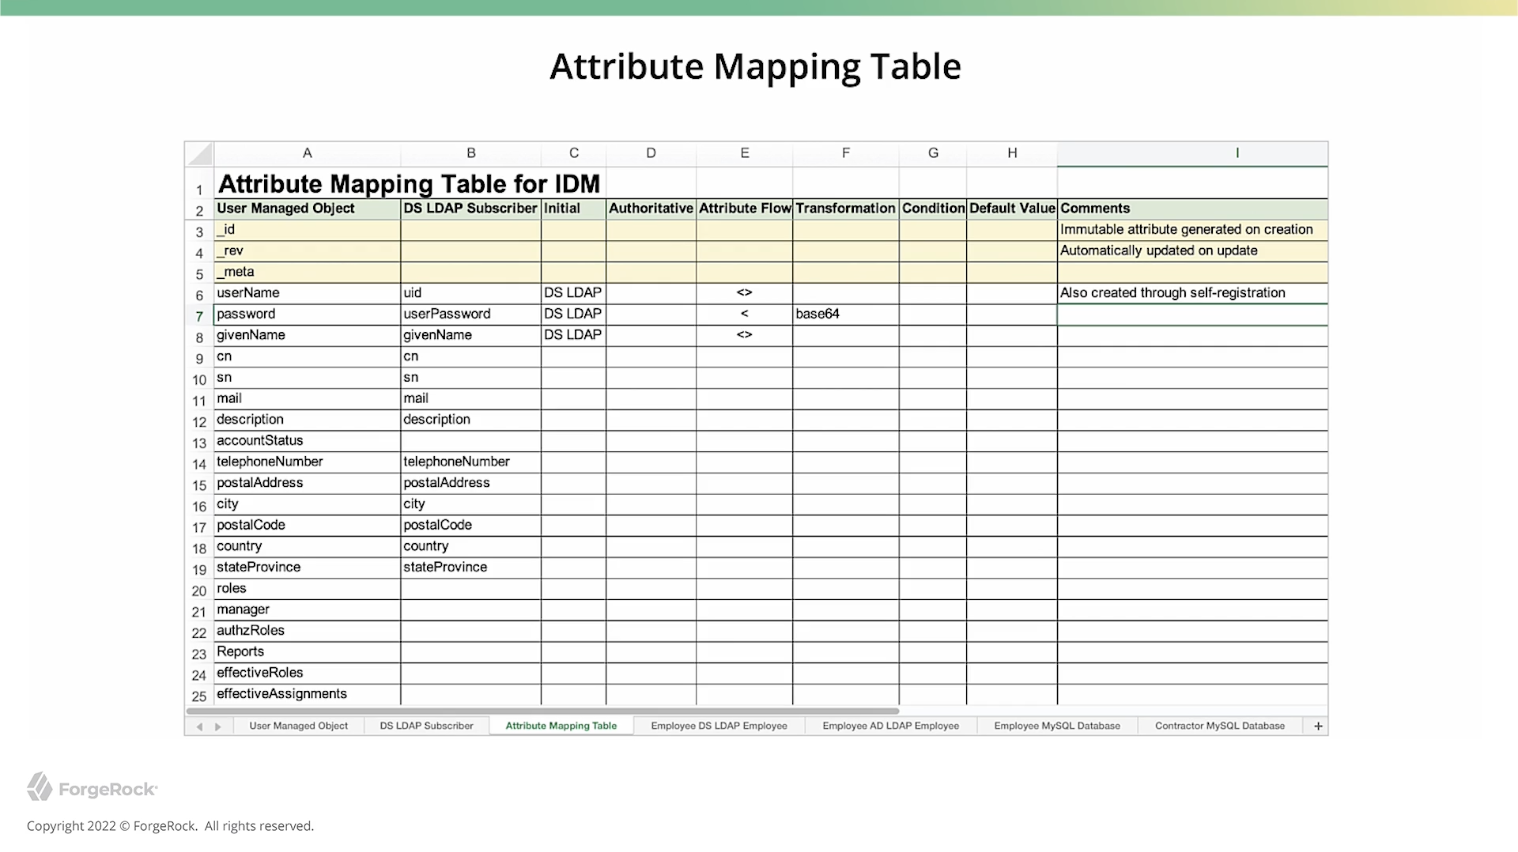 Attribute Mapping Table
A B C D E F G H I
1 Attribute Mapping Table for IDM
2 User Managed Object DS LDAP Subscriber Initial Authoritative Attribute Flow Transformation Condition Default Value Comments
3 _id Immutable attribute generated on creation
4 _rev Automatically updated on update
5 _meta
6 userName uid DS LDAP <> Also created through self-registration
7 password userPassword DS LDAP < base64
8 givenName givenName DS LDAP <>
9 cn cn
10 sn sn
11 mail mail
12 description description
13 accountStatus
14 telephoneNumber telephoneNumber
15 postalAddress postalAddress
16 city city
17 postalCode postalCode
18 country country
19 stateProvince stateProvince
20 roles
21 manager
22 authzRoles
23 Reports
24 effectiveRoles
25 effectiveAssignments
User Managed Object DS LDAP Subscriber Attribute Mapping Table Employee DS LDAP Employee Employee AD LDAP Employee Employee MySQL Database Contractor MySQL Database +
ForgeRock
Copyright 2022 © ForgeRock. All rights reserved.